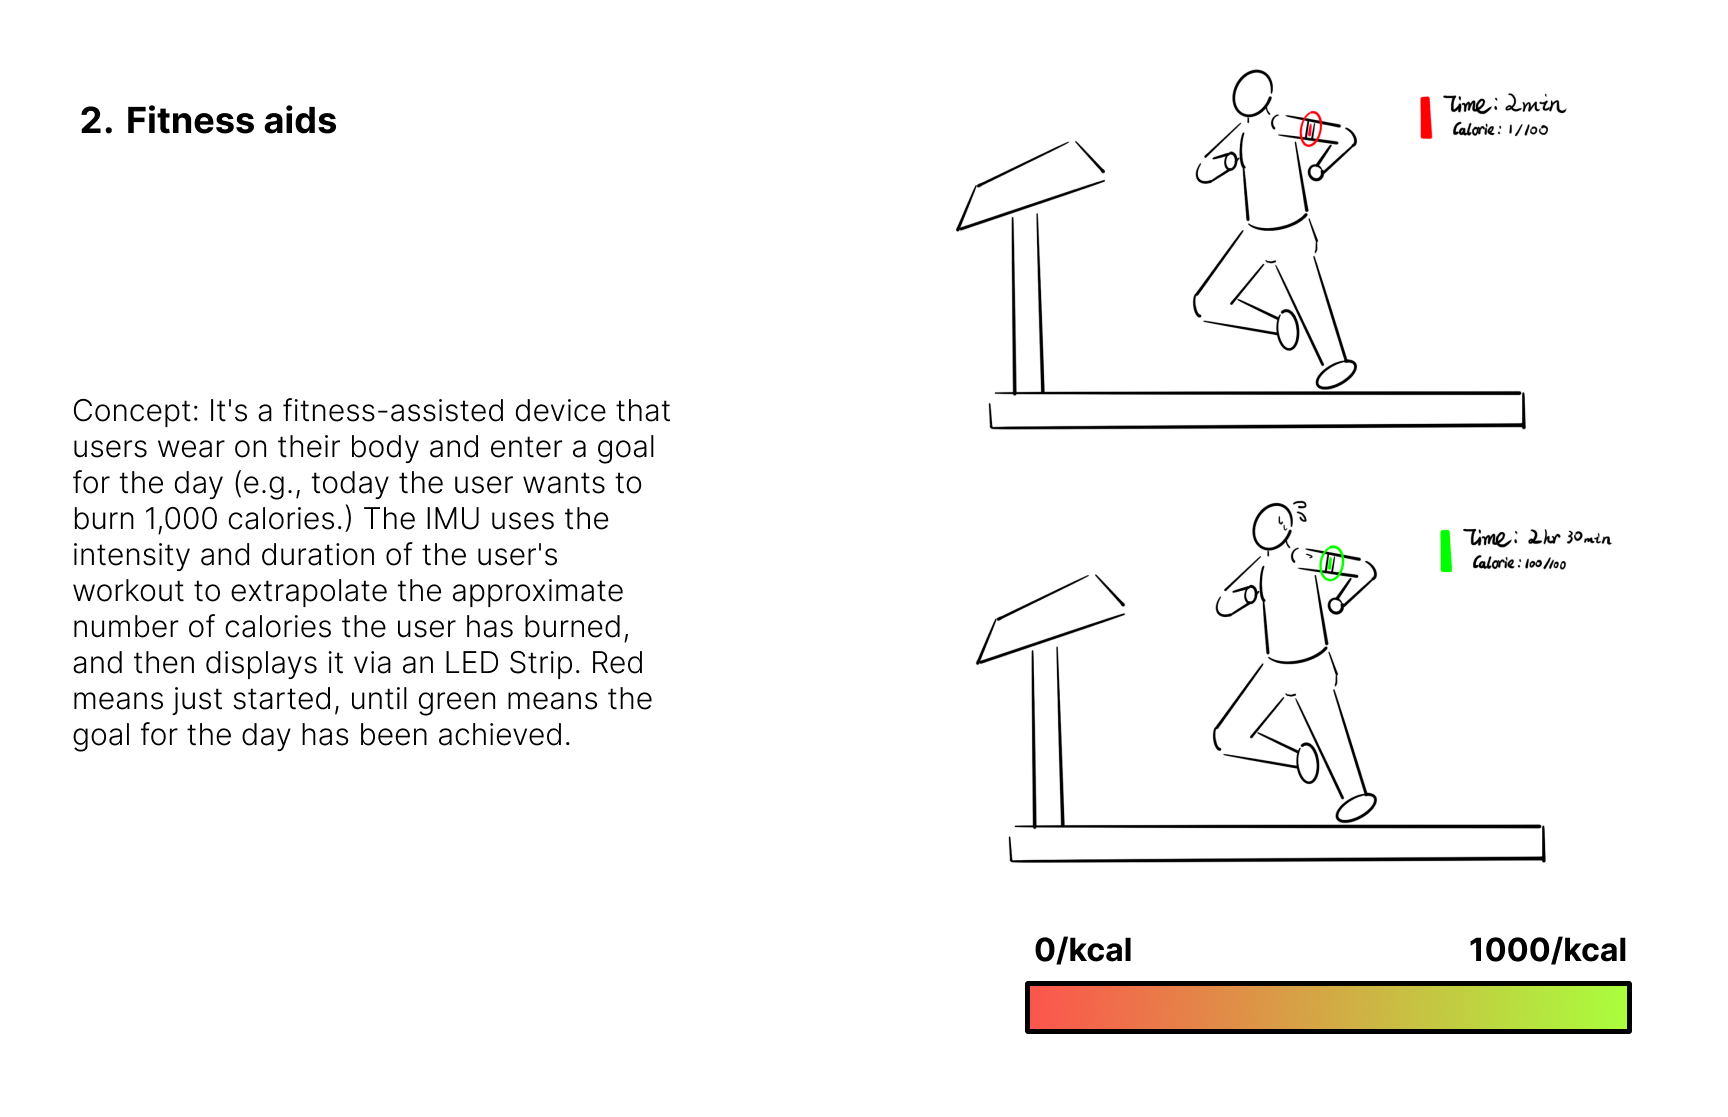 2. Fitness aids
Concept: It's a fitness-assisted device that
users wear on their body and enter a goal
for the day (e.g., today the user wants to
burn 1,000 calories.) The IMU uses the
intensity and duration of the user's
workout to extrapolate the approximate
number of calories the user has burned,
and then displays it via an LED Strip. Red
means just started, until green means the
goal for the day has been achieved.
Time: 2min
Calorie: 1/100
Time: 2hr 30min
Calorie: 100/100
0/kcal
1000/kcal